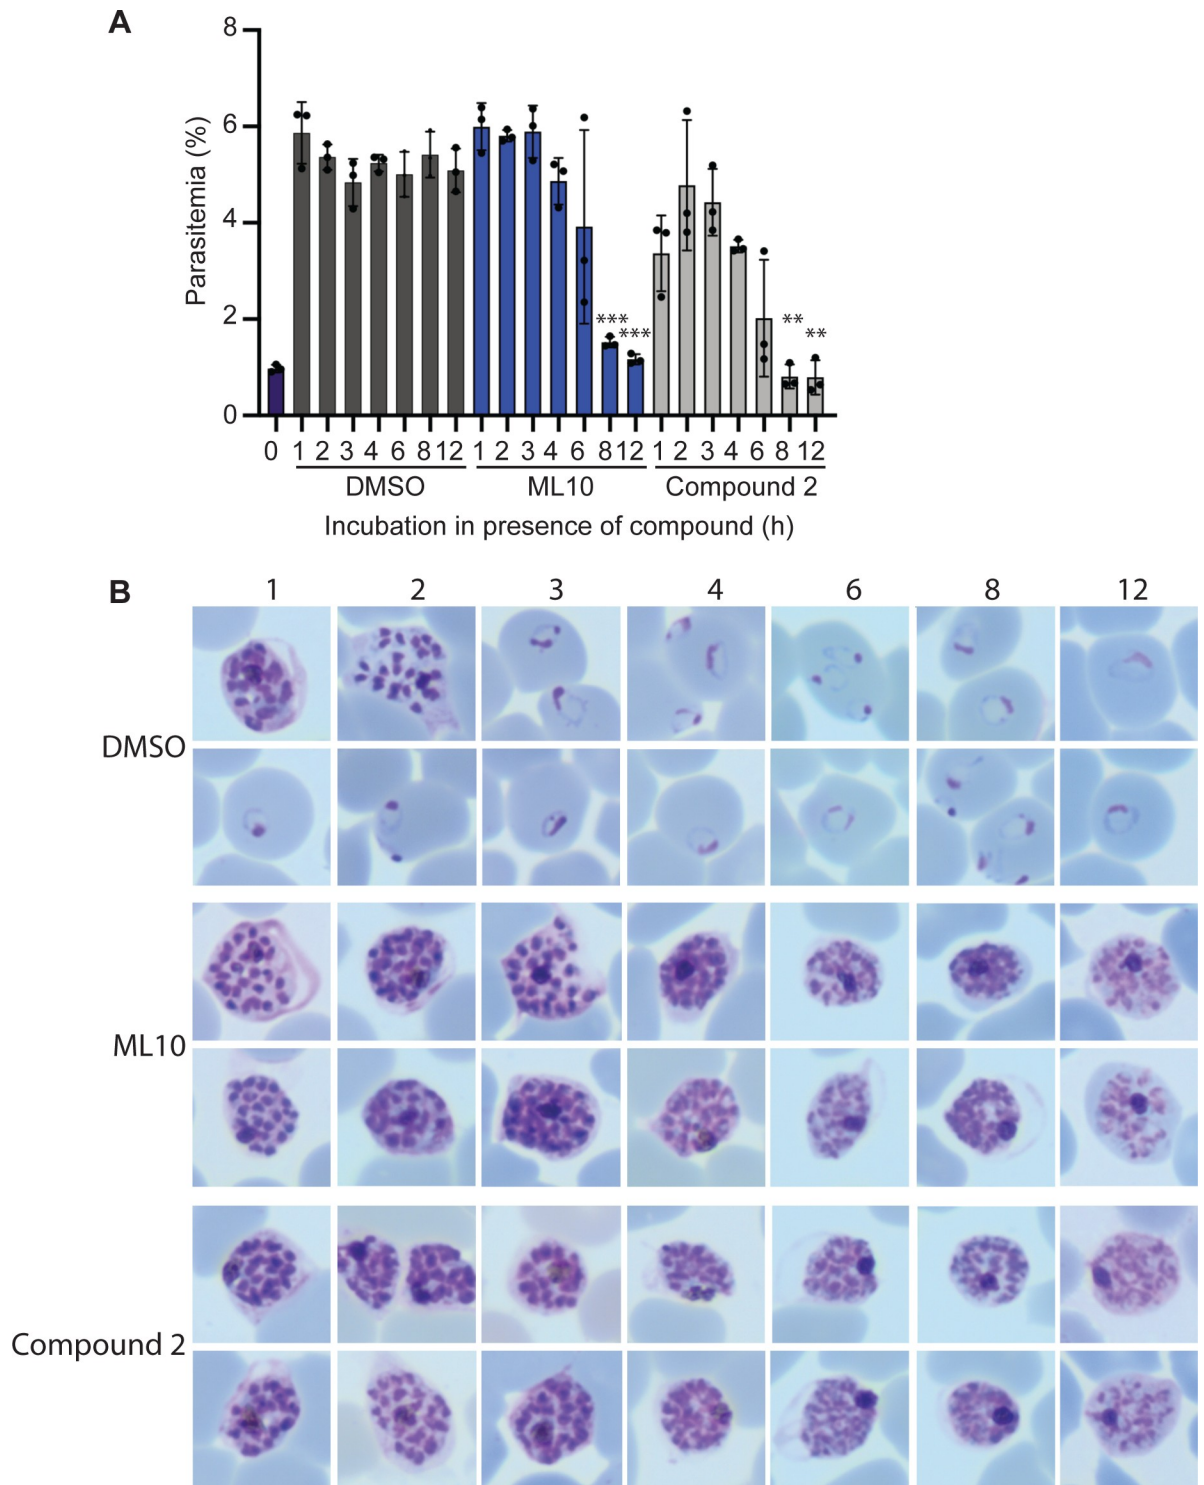 A
8
6
4
2
0
Parasitemia (%)
***
***
**
**
0 1 2 3 4 6 8 12 1 2 3 4 6 8 12 1 2 3 4 6 8 12
DMSO ML10 Compound 2
Incubation in presence of compound (h)
B 1 2 3 4 6 8 12
DMSO
ML10
Compound 2